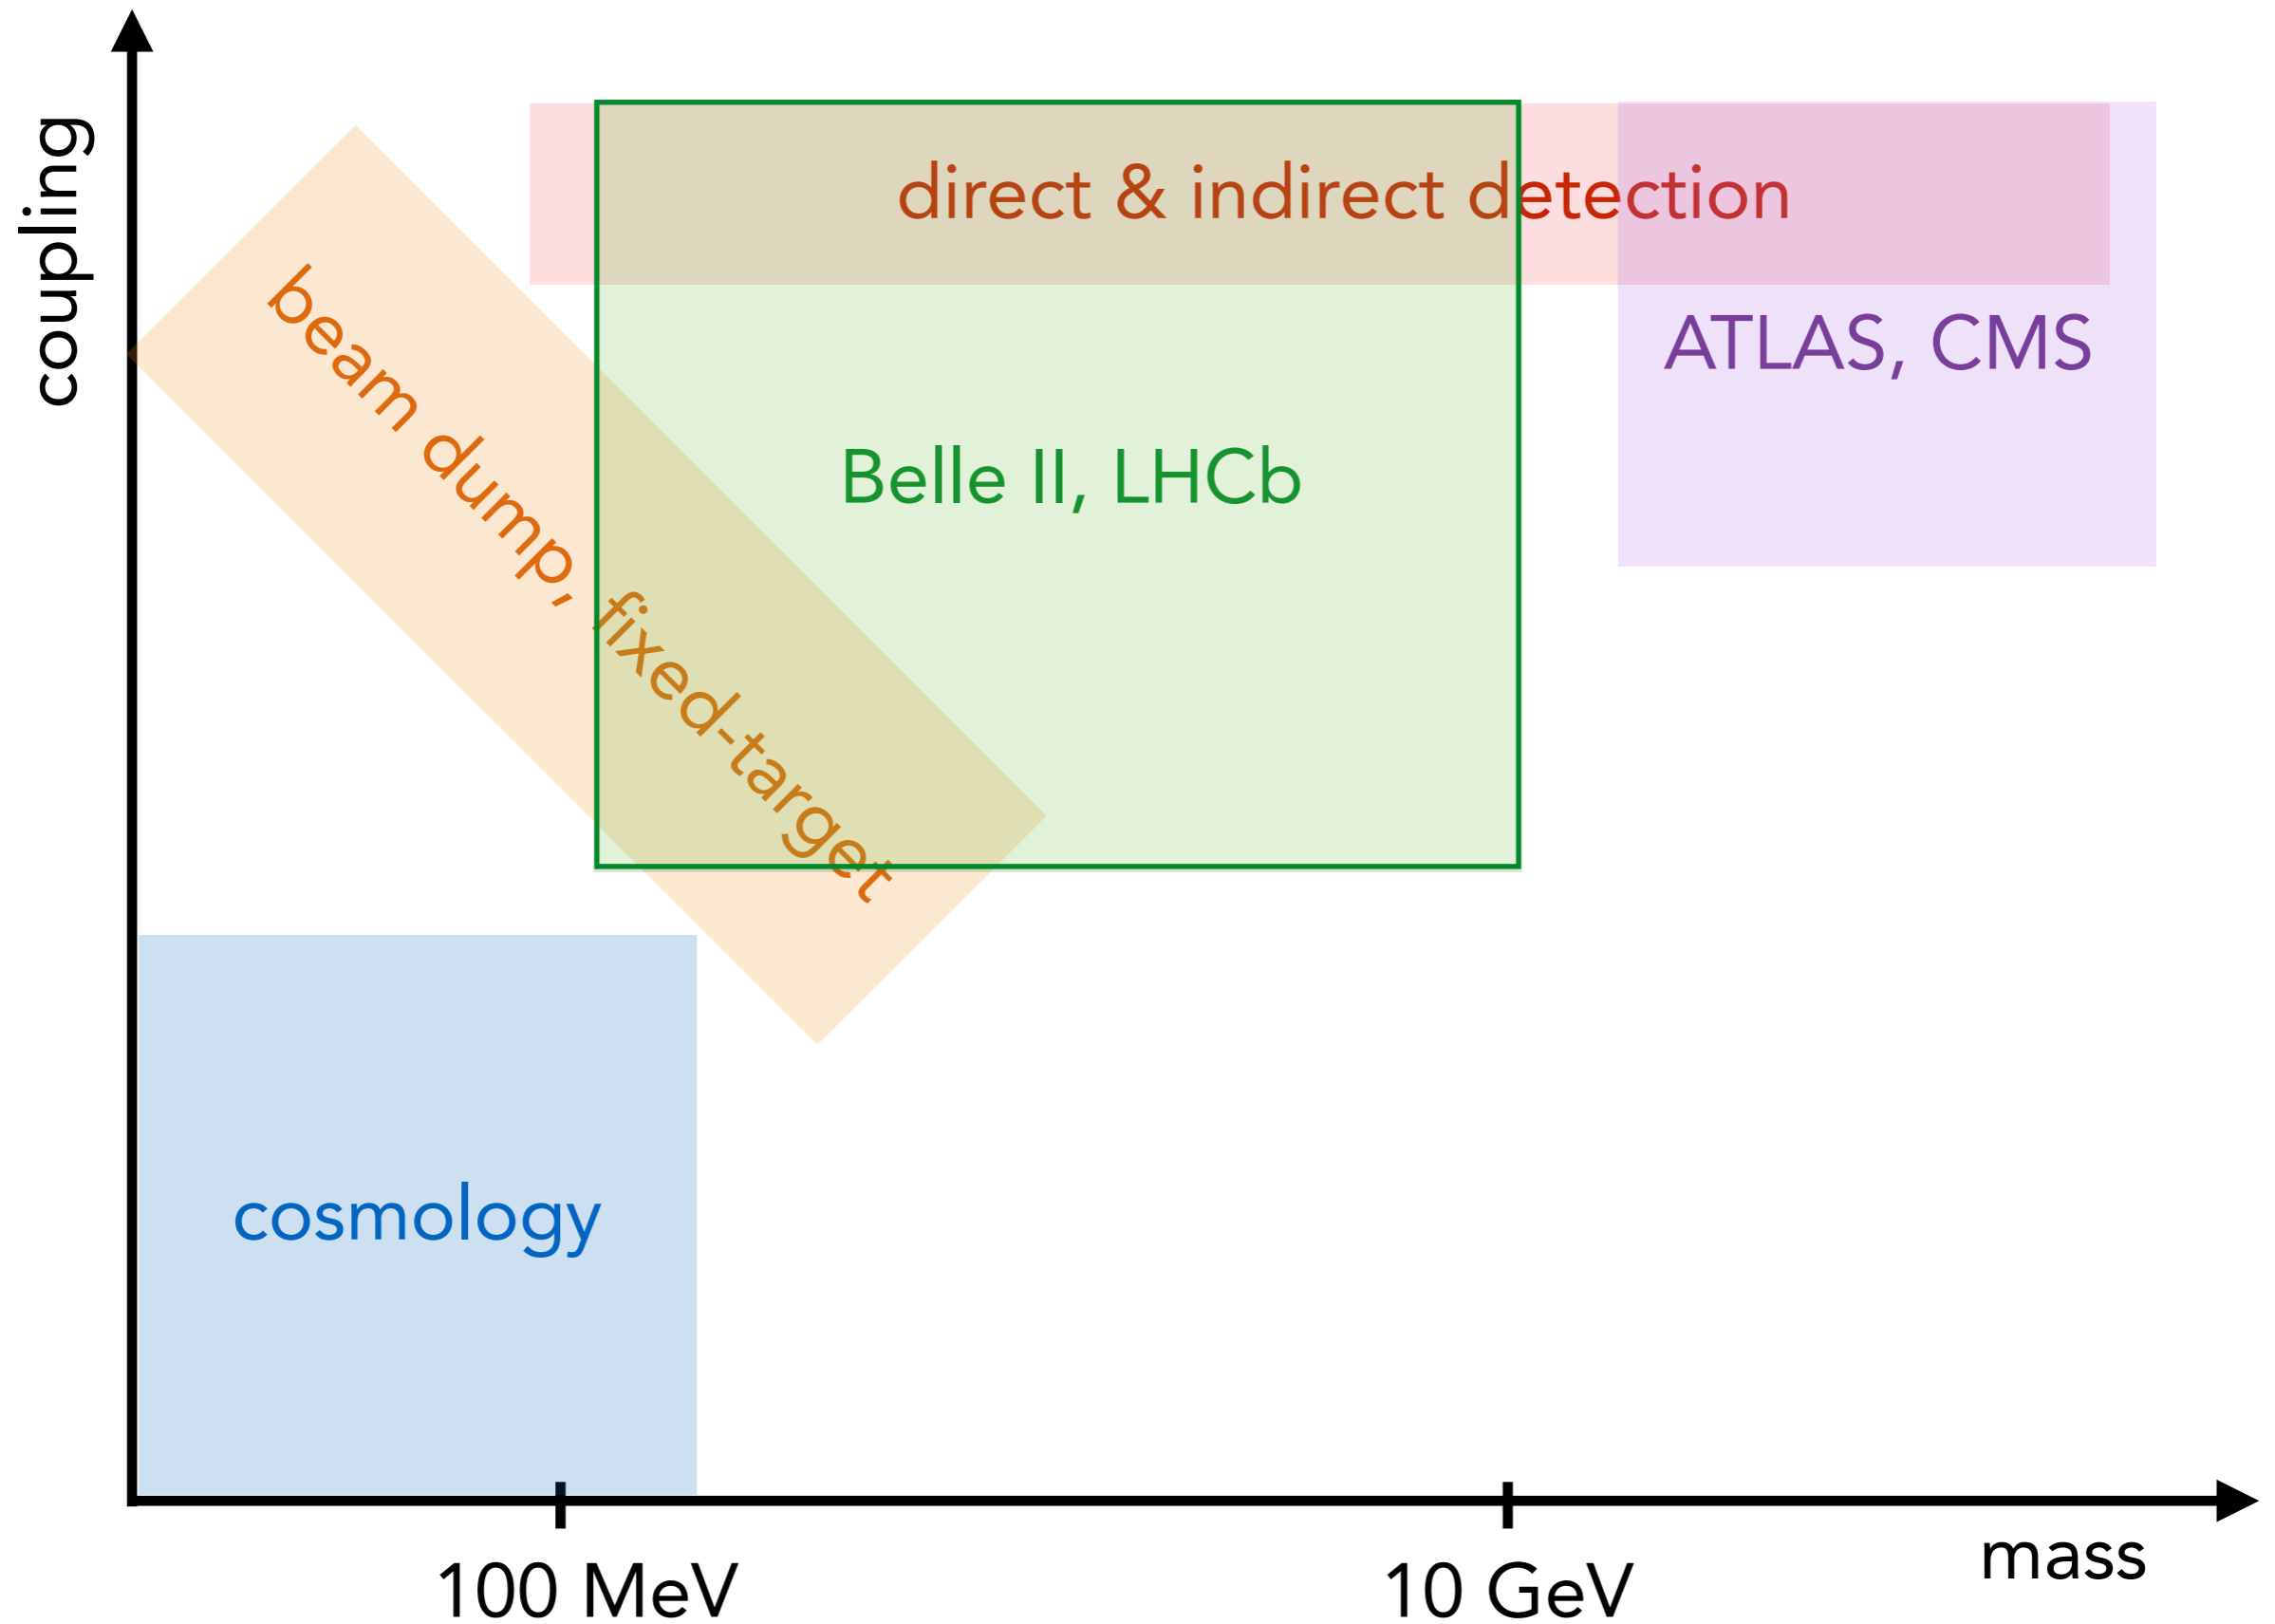 coupling
direct & indirect detection
ATLAS, CMS
beam dump, fixed-target
Belle II, LHCb
cosmology
100 MeV
10 GeV
mass